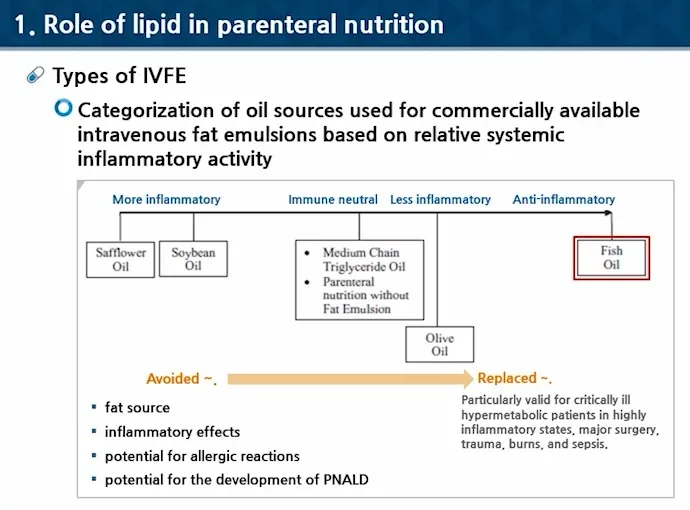 1. Role of lipid in parenteral nutrition
Types of IVFE
Categorization of oil sources used for commercially available
intravenous fat emulsions based on relative systemic
inflammatory activity
More inflammatory
Immune neutral
Less inflammatory
Anti-inflammatory
Safflower
Oil
Soybean
Oil
• Medium Chain
Triglyceride Oil
• Parenteral
nutrition without
Fat Emulsion
Fish
Oil
Olive
Oil
Avoided ~.
Replaced ~.
▪ fat source
▪ inflammatory effects
▪ potential for allergic reactions
▪ potential for the development of PNALD
Particularly valid for critically ill
hypermetabolic patients in highly
inflammatory states, major surgery,
trauma, burns, and sepsis.